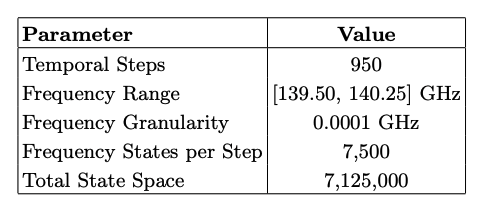 Parameter Value
Temporal Steps 950
Frequency Range [139.50, 140.25] GHz
Frequency Granularity 0.0001 GHz
Frequency States per Step 7,500
Total State Space 7,125,000